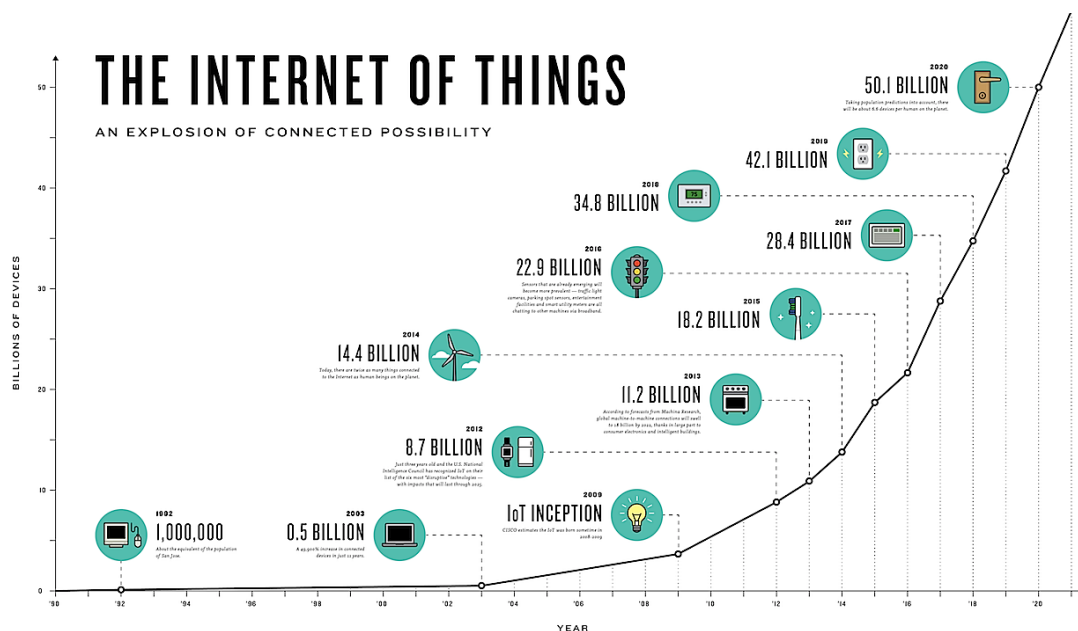 THE INTERNET OF THINGS
AN EXPLOSION OF CONNECTED POSSIBILITY
2020
50.1 BILLION
Taking population predictions into account, there
will be about 6.6 devices per human on the planet.
2019
42.1 BILLION
2018
34.8 BILLION
75
2017
28.4 BILLION
2016
22.9 BILLION
Sensors that are already emerging will
become more prevalent — traffic light
cameras, parking spot sensors, entertainment
facilities and smart utility meters are all
chatting to other machines via broadband.
2015
18.2 BILLION
2014
14.4 BILLION
Today, there are twice as many things connected
to the Internet as human beings on the planet.
2013
11.2 BILLION
According to forecasts from Machina Research,
global machine-to-machine connections will swell
to 18 billion by 2022, thanks in large part to
consumer electronics and intelligent buildings.
2012
8.7 BILLION
Just three years old and the U.S. National
Intelligence Council has recognized IoT on their
list of the six most "disruptive" technologies —
with impacts that will last through 2025.
2009
IoT INCEPTION
CISCO estimates the IoT was born sometime in
2008-2009
2003
0.5 BILLION
increase in connected
devices in just 11 years.
1992
1,000,000
About the equivalent of the population
of San Jose.
BILLIONS OF DEVICES
50
40
30
20
10
0
'90 '92 '94 '96 '98 '00 '02 '04 '06 '08 '10 '12 '14 '16 '18 '20
YEAR